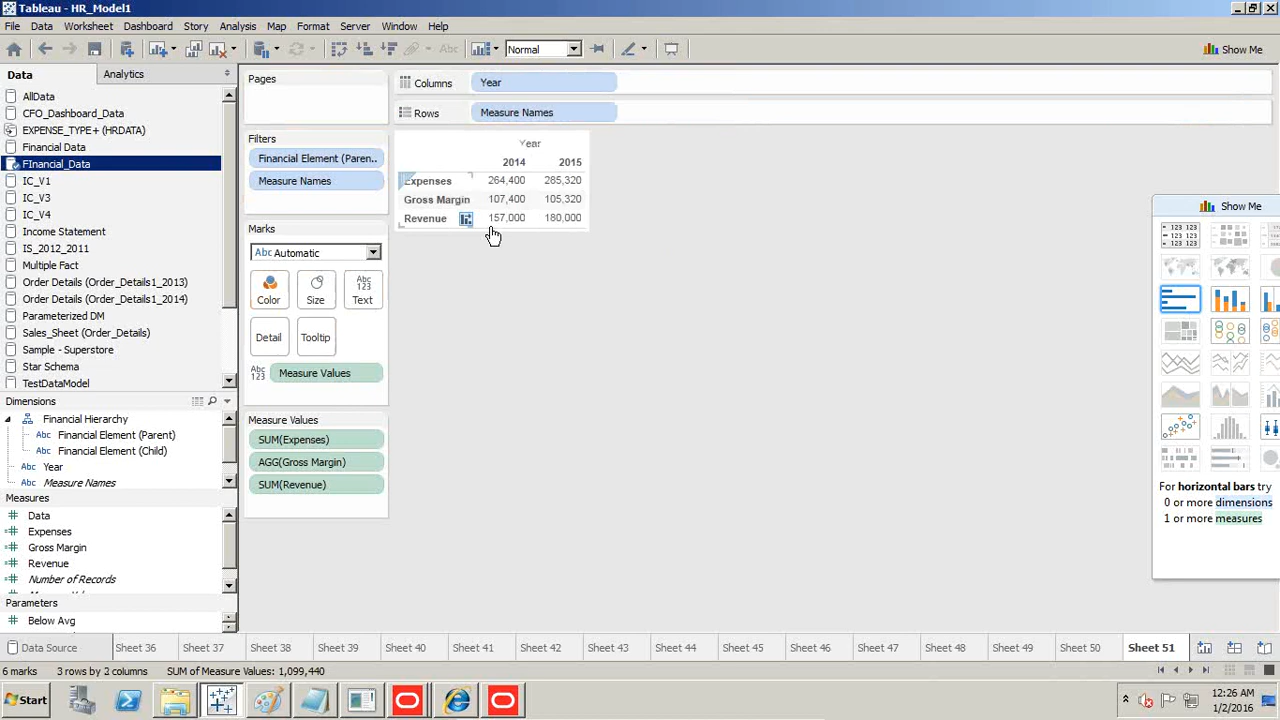 Tableau - HR_Model1
File Data Worksheet Dashboard Story Analysis Map Format Server Window Help
Abc Normal Show Me
Data Analytics
AllData
CFO_Dashboard_Data
EXPENSE_TYPE+ (HRDATA)
Financial Data
FInancial_Data
IC_V1
IC_V3
IC_V4
Income Statement
IS_2012_2011
Multiple Fact
Order Details (Order_Details1_2013)
Order Details (Order_Details1_2014)
Parameterized DM
Sales_Sheet (Order_Details)
Sample - Superstore
Star Schema
TestDataModel
Dimensions
Financial Hierarchy
Abc Financial Element (Parent)
Abc Financial Element (Child)
Abc Year
Abc Measure Names
Measures
Data
Expenses
Gross Margin
Revenue
Number of Records
Parameters
Below Avg
Pages
Filters
Financial Element (Paren..
Measure Names
Marks
Abc Automatic
Color Size Abc 123 Text
Detail Tooltip
Abc 123 Measure Values
Measure Values
SUM(Expenses)
AGG(Gross Margin)
SUM(Revenue)
Columns Year
Rows Measure Names
Year
2014 2015
Expenses 264,400 285,320
Gross Margin 107,400 105,320
Revenue 157,000 180,000
Show Me
For horizontal bars try
0 or more dimensions
1 or more measures
Data Source Sheet 36 Sheet 37 Sheet 38 Sheet 39 Sheet 40 Sheet 41 Sheet 42 Sheet 43 Sheet 44 Sheet 45 Sheet 46 Sheet 47 Sheet 48 Sheet 49 Sheet 50 Sheet 51
6 marks 3 rows by 2 columns SUM of Measure Values: 1,099,440
Start
12:26 AM
1/2/2016